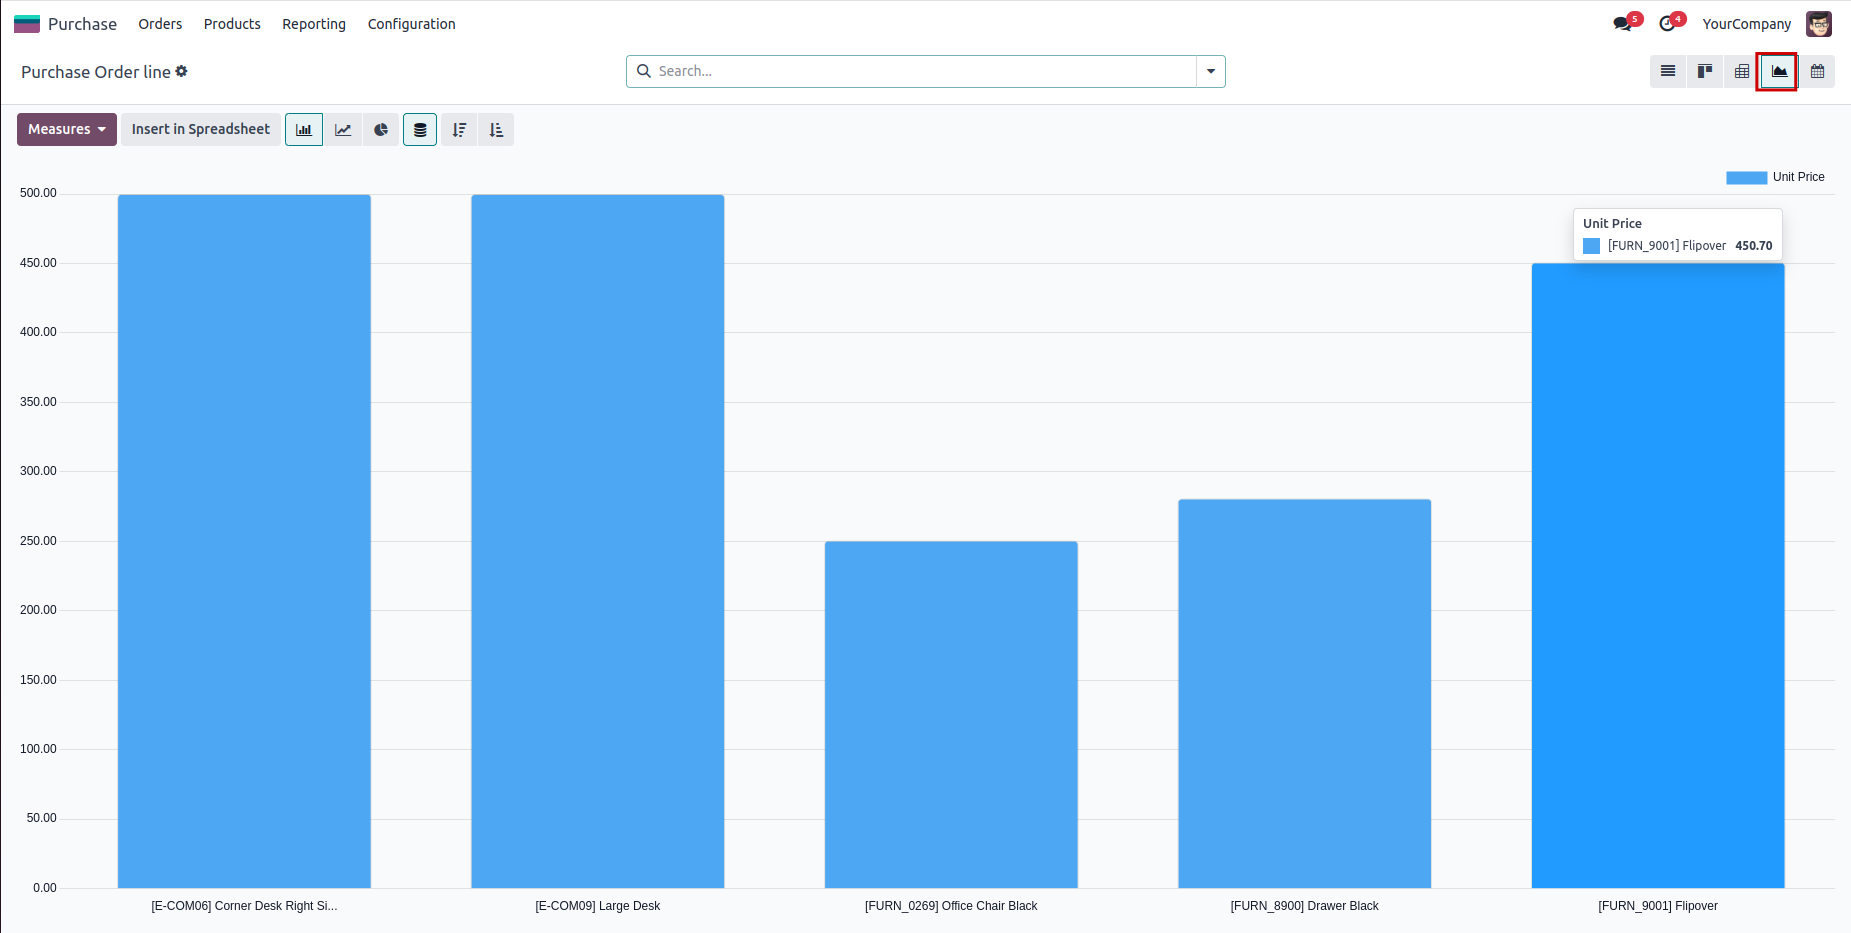 Purchase Orders Products Reporting Configuration 5 4 YourCompany
Purchase Order line Search...
Measures Insert in Spreadsheet
Unit Price
500.00
Unit Price
[FURN_9001] Flipover 450.70
450.00
400.00
350.00
300.00
250.00
200.00
150.00
100.00
50.00
0.00
[E-COM06] Corner Desk Right Si... [E-COM09] Large Desk [FURN_0269] Office Chair Black [FURN_8900] Drawer Black [FURN_9001] Flipover